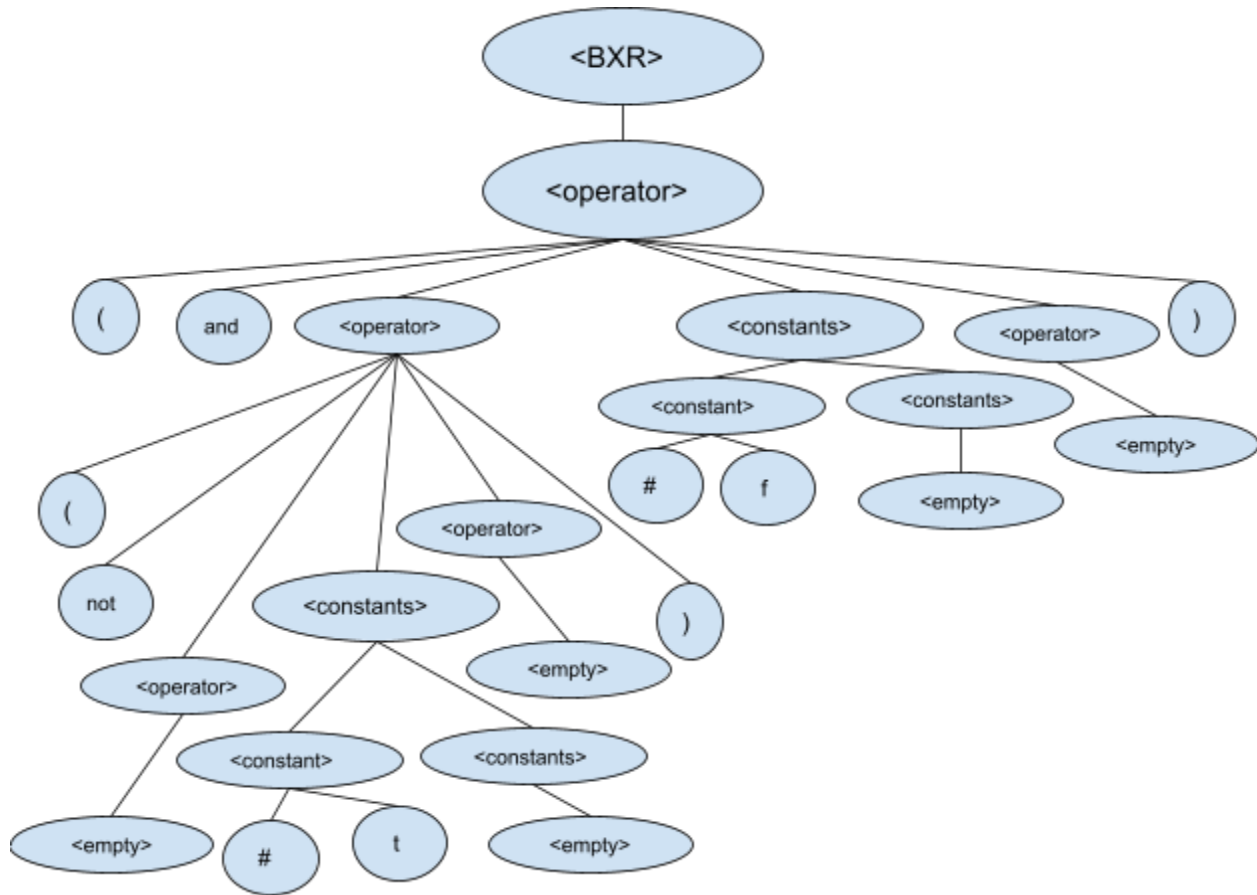 <BXR>
<operator>
(
and
<operator>
<constants>
<operator>
)
<constant>
<constants>
<empty>
#
f
<empty>
(
<operator>
not
<constants>
)
<empty>
<operator>
<constant>
<constants>
<empty>
#
t
<empty>